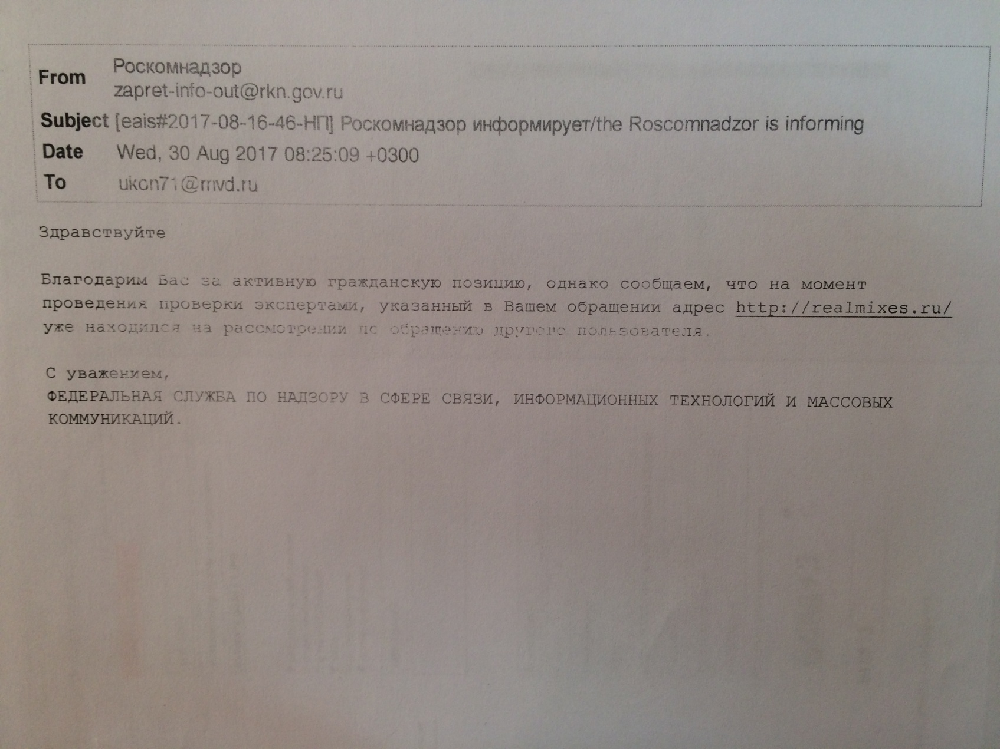 From Роскомнадзор
zapret-info-out@rkn.gov.ru
Subject [eais#2017-08-16-46-НП] Роскомнадзор информирует/the Roscomnadzor is informing
Date Wed, 30 Aug 2017 08:25:09 +0300
To ukon71@mvd.ru
Здравствуйте
Благодарим Вас за активную гражданскую позицию, однако сообщаем, что на момент
проведения проверки экспертами, указанный в Вашем обращении адрес http://realmixes.ru/
уже находился на рассмотрении по обращению другого пользователя.
С уважением,
ФЕДЕРАЛЬНАЯ СЛУЖБА ПО НАДЗОРУ В СФЕРЕ СВЯЗИ, ИНФОРМАЦИОННЫХ ТЕХНОЛОГИЙ И МАССОВЫХ
КОММУНИКАЦИЙ.